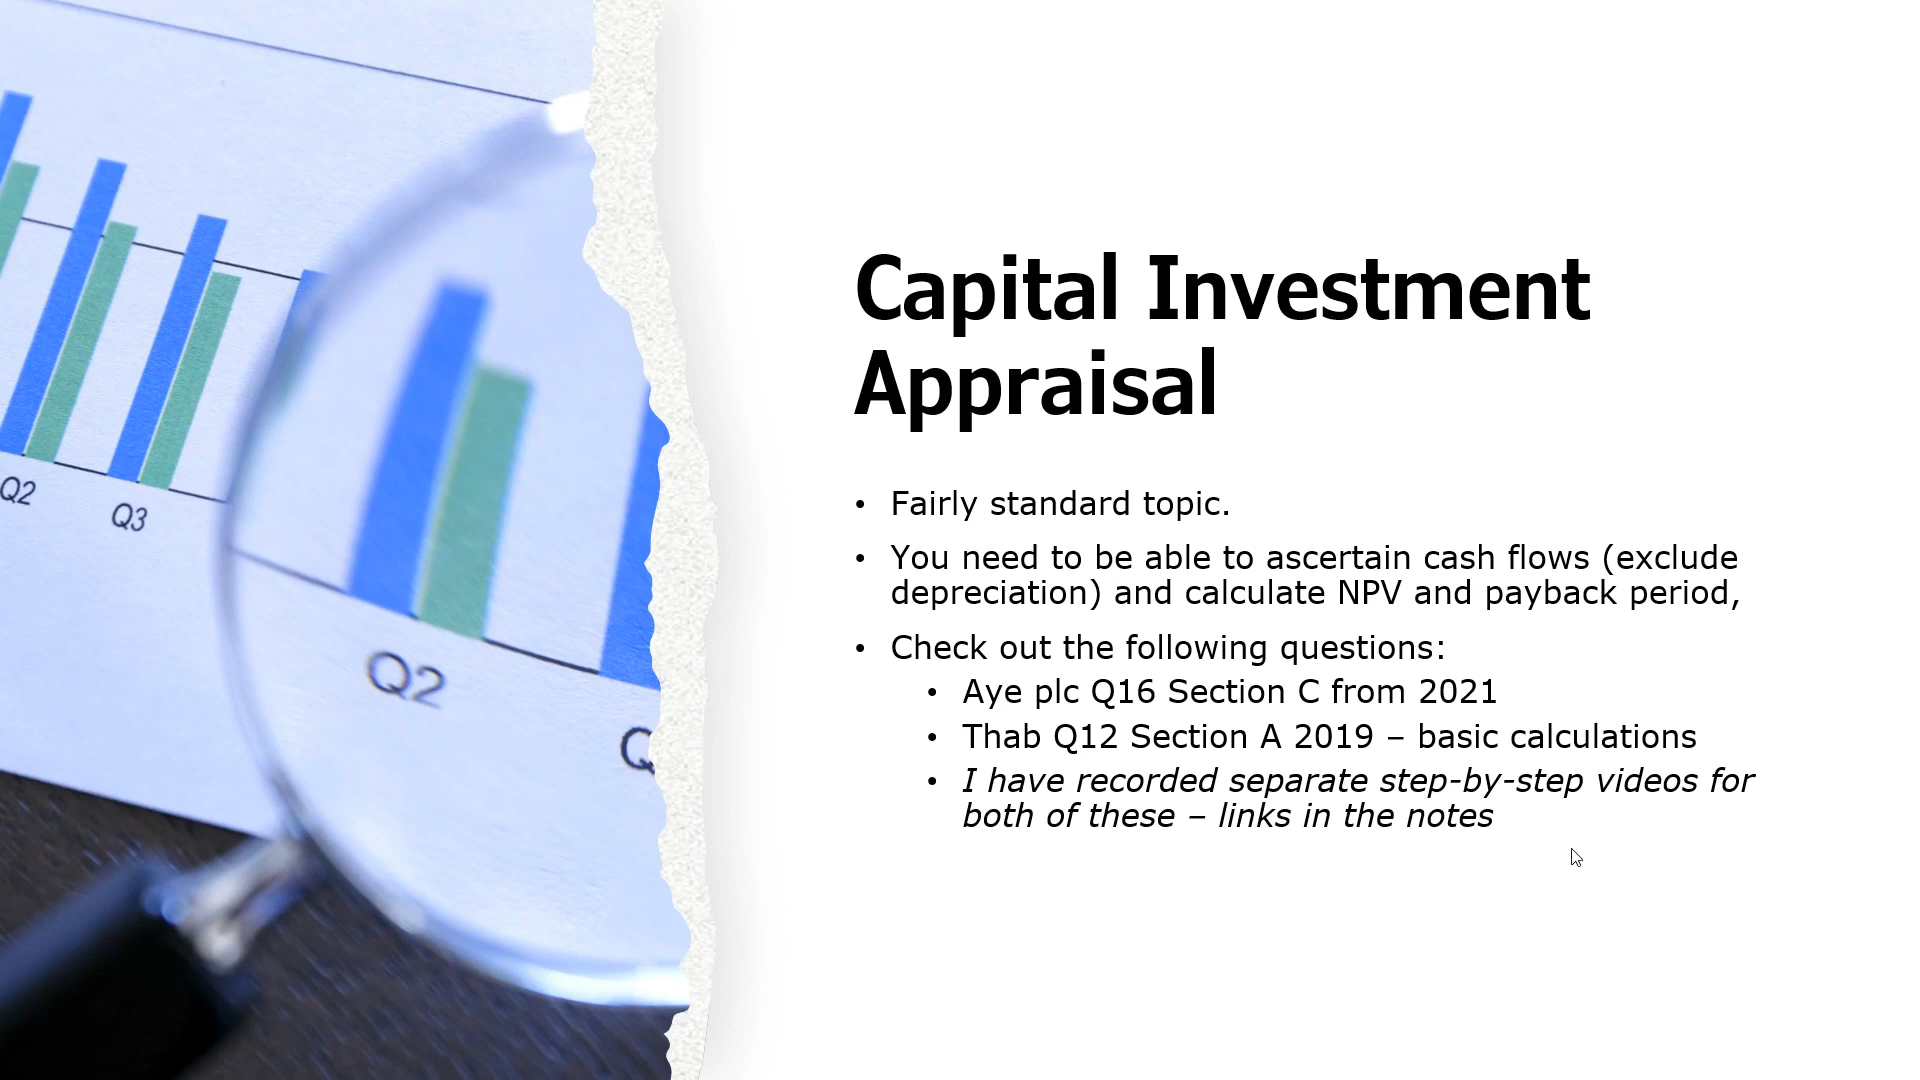 Capital Investment
Appraisal
• Fairly standard topic.
• You need to be able to ascertain cash flows (exclude
depreciation) and calculate NPV and payback period,
• Check out the following questions:
• Aye plc Q16 Section C from 2021
• Thab Q12 Section A 2019 – basic calculations
• I have recorded separate step-by-step videos for
both of these – links in the notes
Q2
Q3
Q2